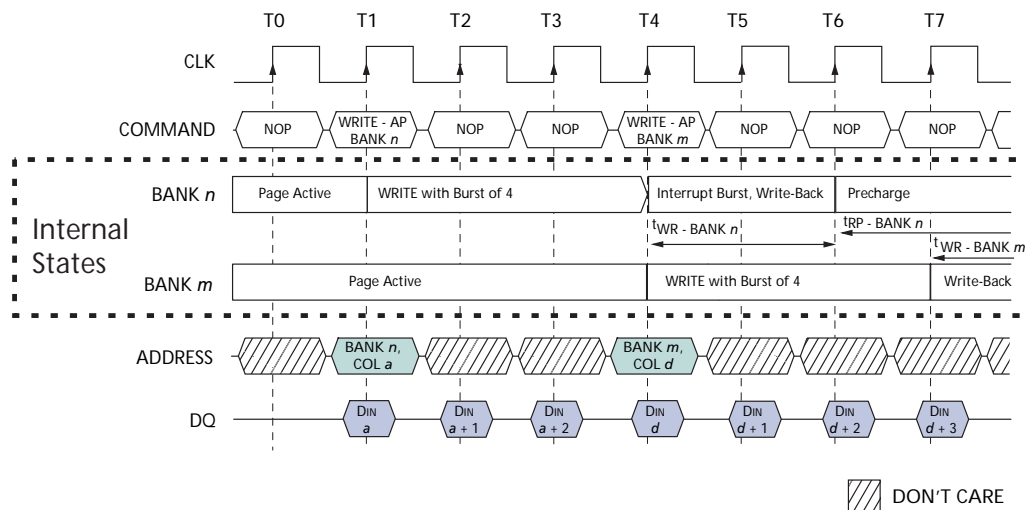 T0 T1 T2 T3 T4 T5 T6 T7
CLK
COMMAND NOP WRITE - AP BANK n NOP NOP WRITE - AP BANK m NOP NOP NOP
Internal States
BANK n Page Active WRITE with Burst of 4 Interrupt Burst, Write-Back Precharge
tWR - BANK n tRP - BANK n
tWR - BANK m
BANK m Page Active WRITE with Burst of 4 Write-Back
ADDRESS BANK n, COL a BANK m, COL d
DQ DIN a DIN a + 1 DIN a + 2 DIN d DIN d + 1 DIN d + 2 DIN d + 3
DON'T CARE